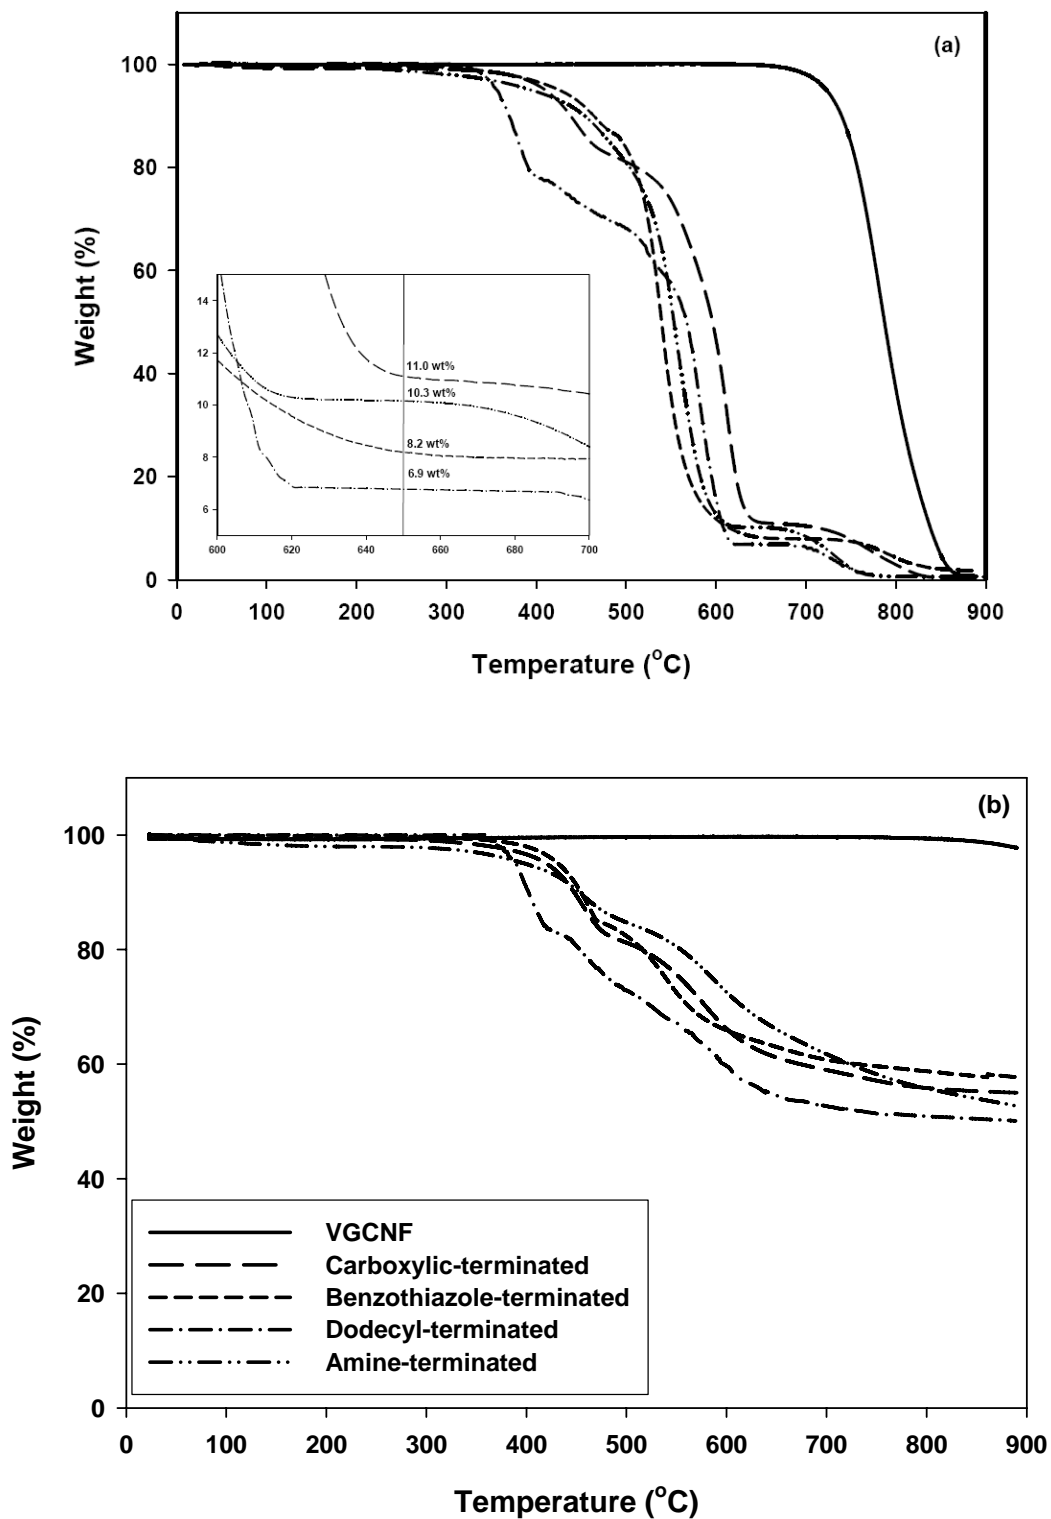 (a)
100
80
60
40
20
0
Weight (%)
14
12
10
8
6
11.0 wt%
10.3 wt%
8.2 wt%
6.9 wt%
600 620 640 660 680 700
0 100 200 300 400 500 600 700 800 900
Temperature (oC)
(b)
100
80
60
40
20
0
Weight (%)
VGCNF
Carboxylic-terminated
Benzothiazole-terminated
Dodecyl-terminated
Amine-terminated
0 100 200 300 400 500 600 700 800 900
Temperature (oC)